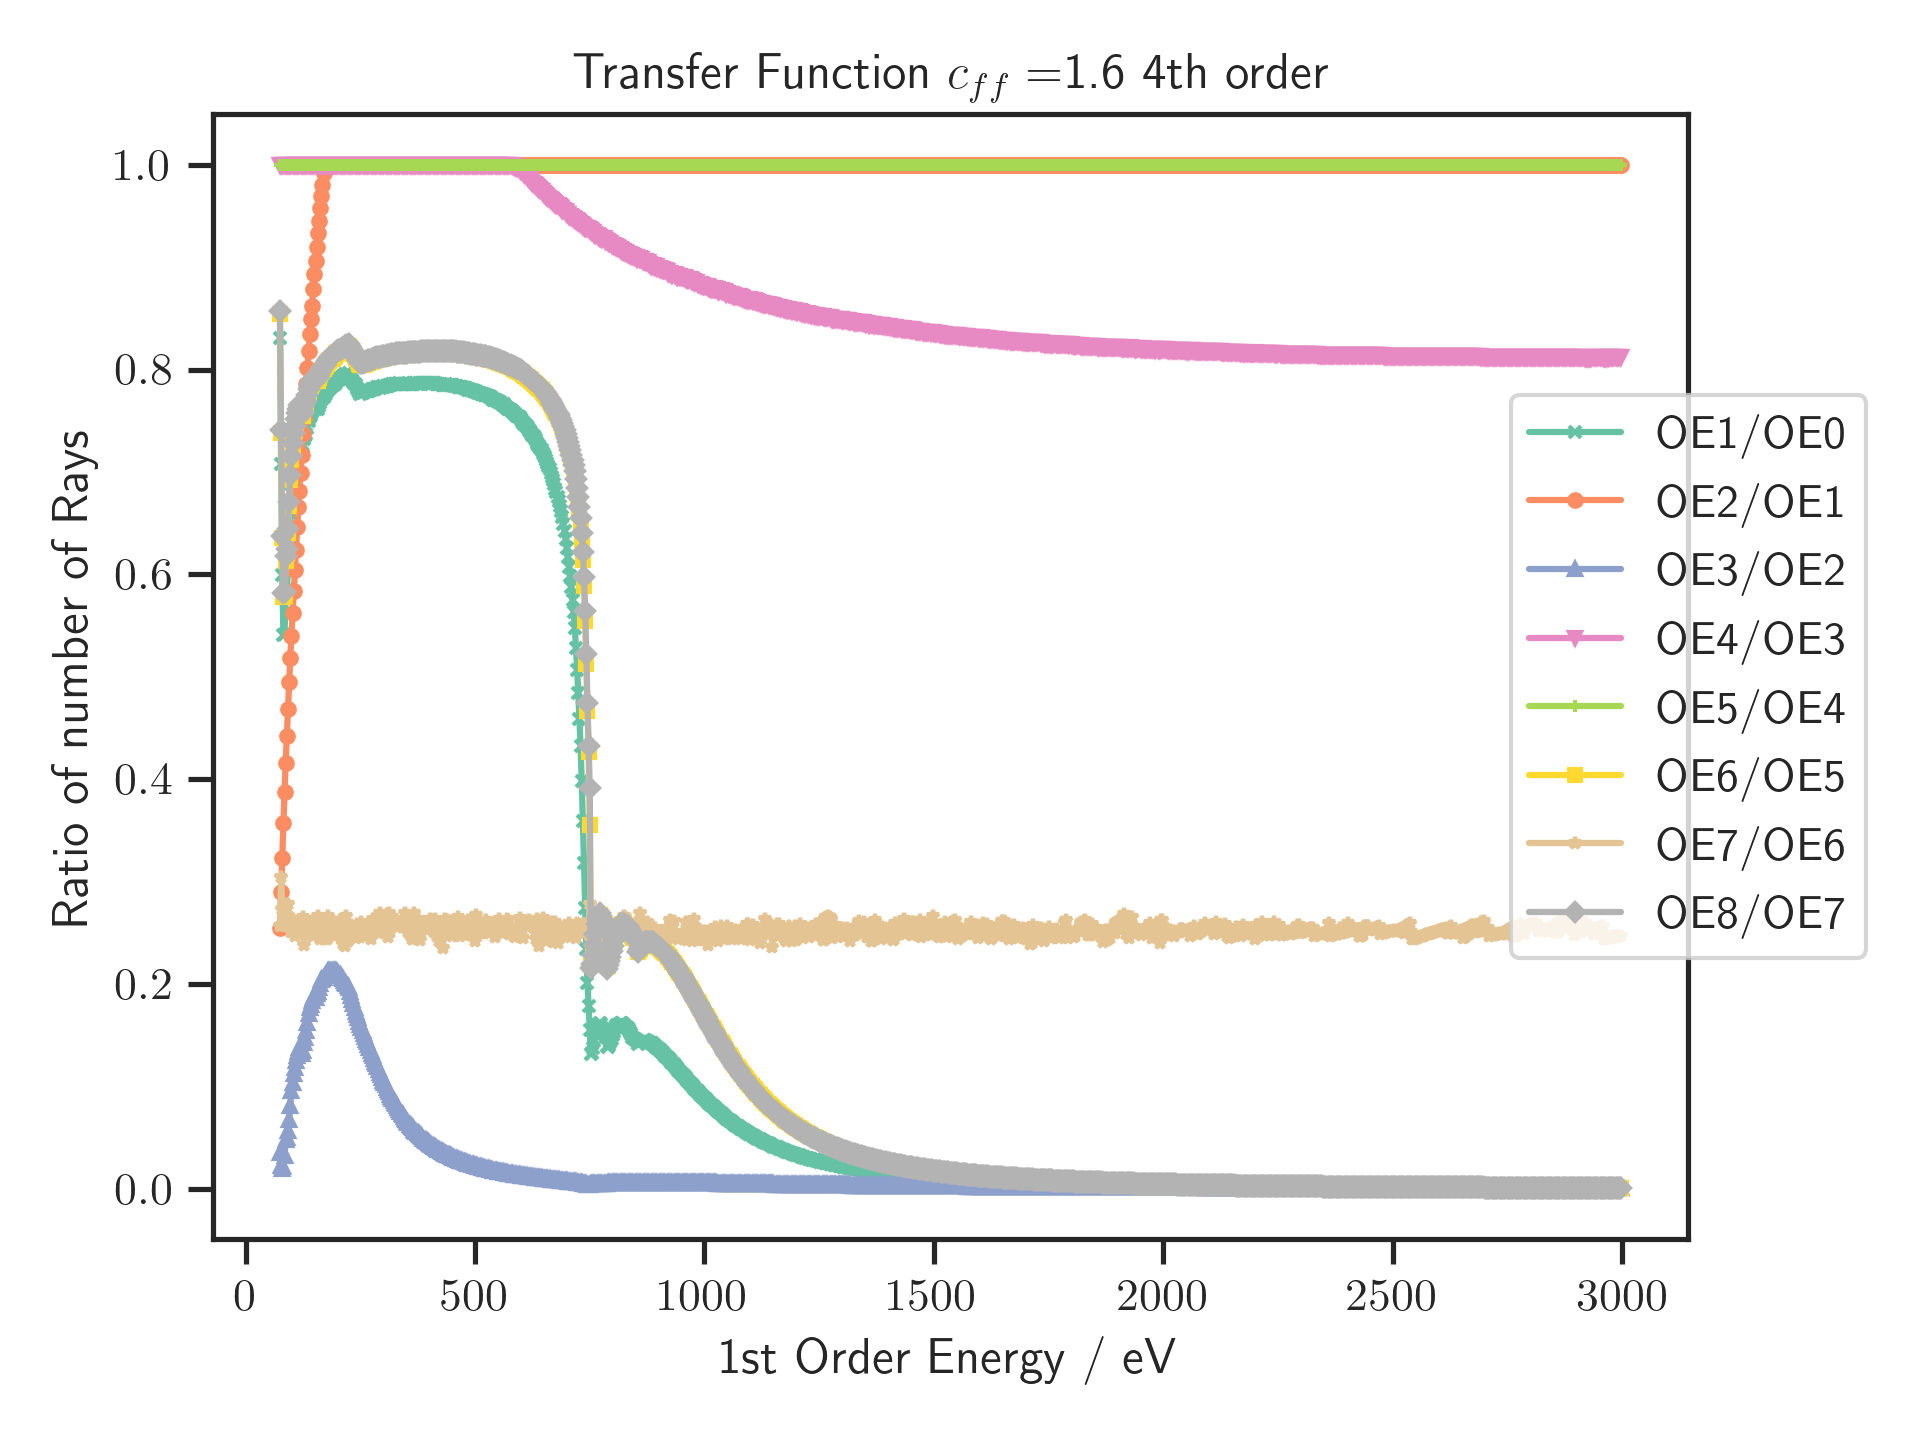 Transfer Function c_ff =1.6 4th order
Ratio of number of Rays
1.0
0.8
0.6
0.4
0.2
0.0
0 500 1000 1500 2000 2500 3000
1st Order Energy / eV
OE1/OE0
OE2/OE1
OE3/OE2
OE4/OE3
OE5/OE4
OE6/OE5
OE7/OE6
OE8/OE7